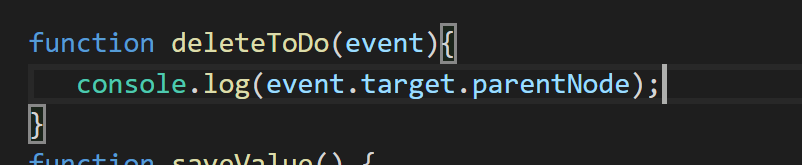 function deleteToDo(event){
console.log(event.target.parentNode);
}
function saveValue() {